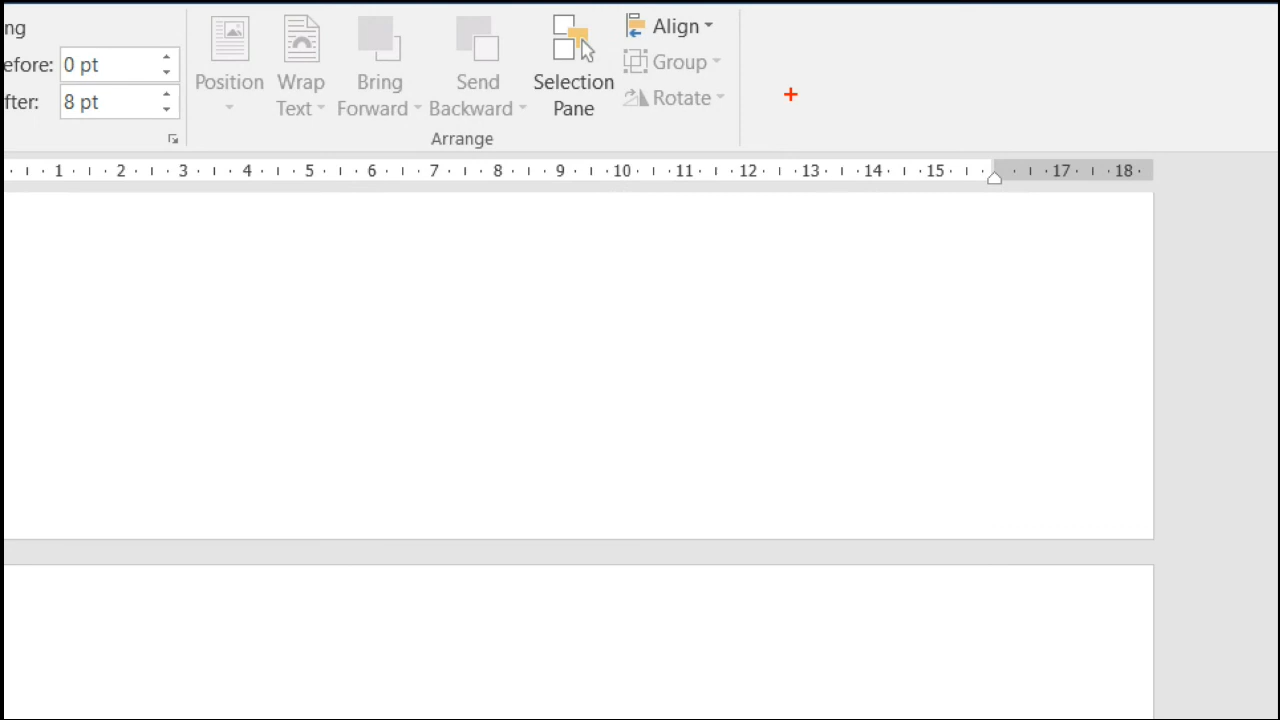 ng
efore: 0 pt
fter: 8 pt
Position
Wrap Text
Bring Forward
Send Backward
Selection Pane
Align
Group
Rotate
Arrange
1 2 3 4 5 6 7 8 9 10 11 12 13 14 15 17 18